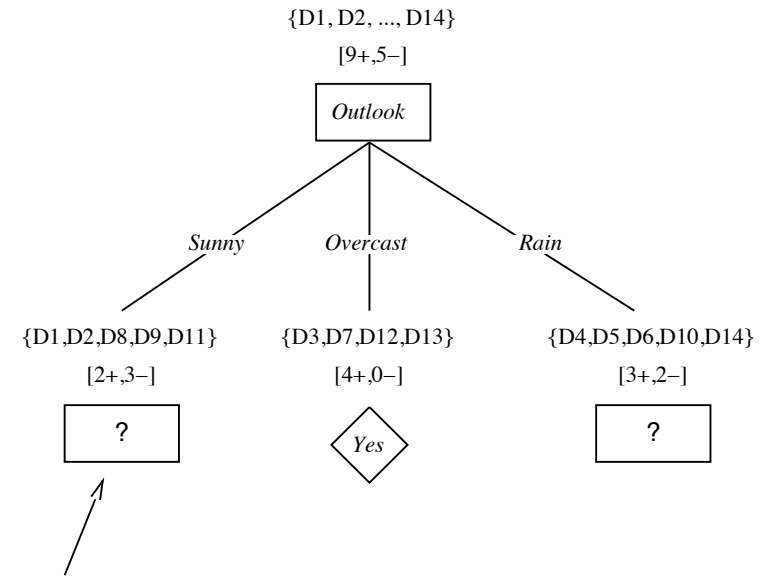 {D1, D2, ..., D14}
[9+,5−]
Outlook
Sunny
Overcast
Rain
{D1,D2,D8,D9,D11}
{D3,D7,D12,D13}
{D4,D5,D6,D10,D14}
[2+,3−]
[4+,0−]
[3+,2−]
?
Yes
?